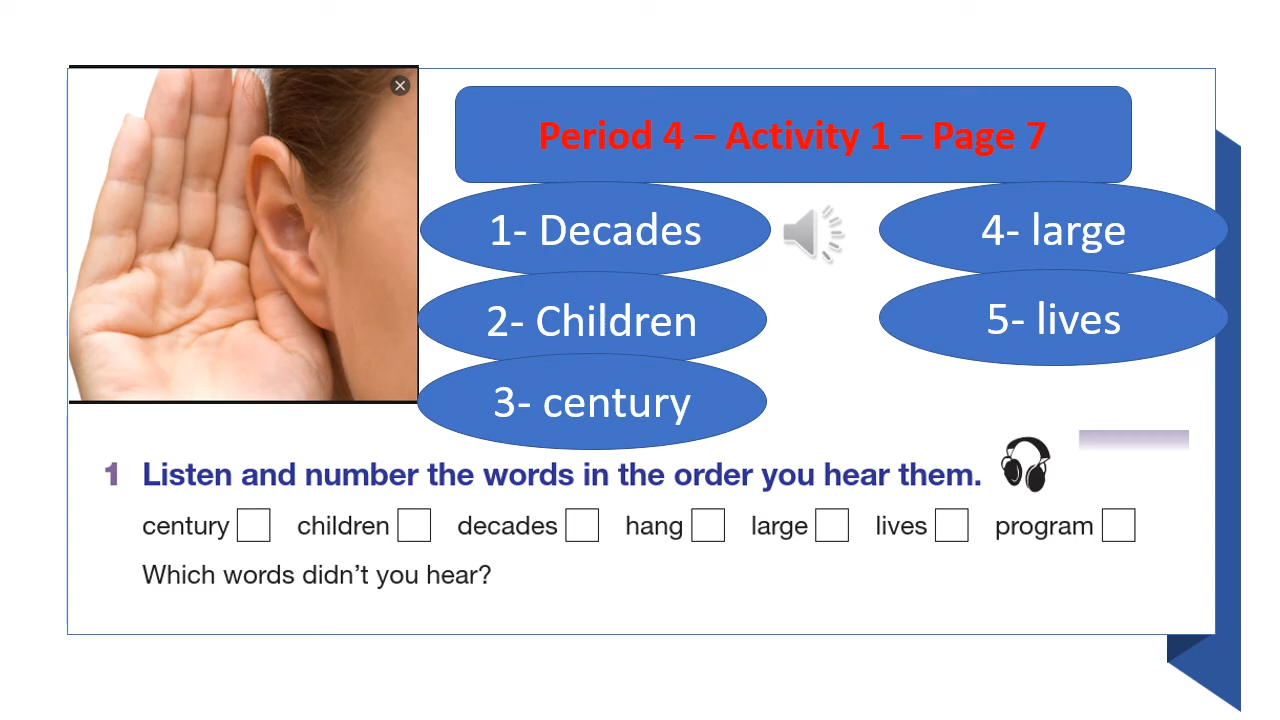 Period 4 – Activity 1 – Page 7
1- Decades
2- Children
3- century
4- large
5- lives
1 Listen and number the words in the order you hear them.
century children decades hang large lives program
Which words didn't you hear?